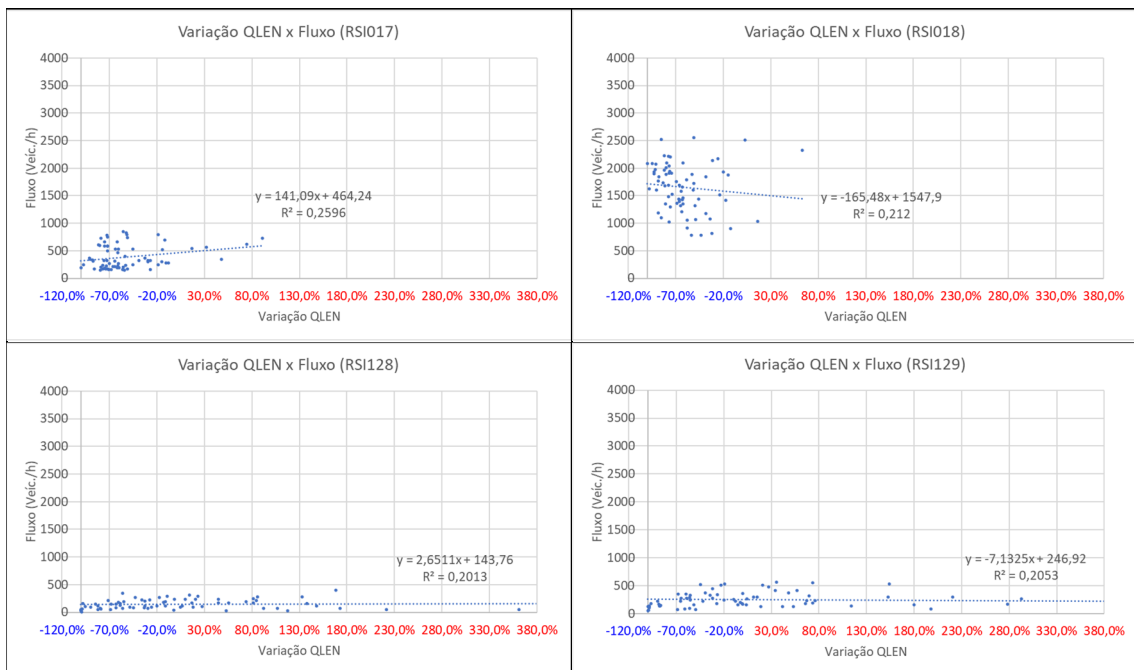 Variação QLEN x Fluxo (RSI017)
4000
3500
3000
2500
2000
1500
1000
500
0
Fluxo (Veíc./h)
y = 141,09x + 464,24
R² = 0,2596
-120,0% -70,0% -20,0% 30,0% 80,0% 130,0% 180,0% 230,0% 280,0% 330,0% 380,0%
Variação QLEN
Variação QLEN x Fluxo (RSI018)
4000
3500
3000
2500
2000
1500
1000
500
0
Fluxo (Veíc./h)
y = -165,48x + 1547,9
R² = 0,212
-120,0% -70,0% -20,0% 30,0% 80,0% 130,0% 180,0% 230,0% 280,0% 330,0% 380,0%
Variação QLEN
Variação QLEN x Fluxo (RSI128)
4000
3500
3000
2500
2000
1500
1000
500
0
Fluxo (Veíc./h)
y = 2,6511x + 143,76
R² = 0,2013
-120,0% -70,0% -20,0% 30,0% 80,0% 130,0% 180,0% 230,0% 280,0% 330,0% 380,0%
Variação QLEN
Variação QLEN x Fluxo (RSI129)
4000
3500
3000
2500
2000
1500
1000
500
0
Fluxo (Veíc./h)
y = -7,1325x + 246,92
R² = 0,2053
-120,0% -70,0% -20,0% 30,0% 80,0% 130,0% 180,0% 230,0% 280,0% 330,0% 380,0%
Variação QLEN